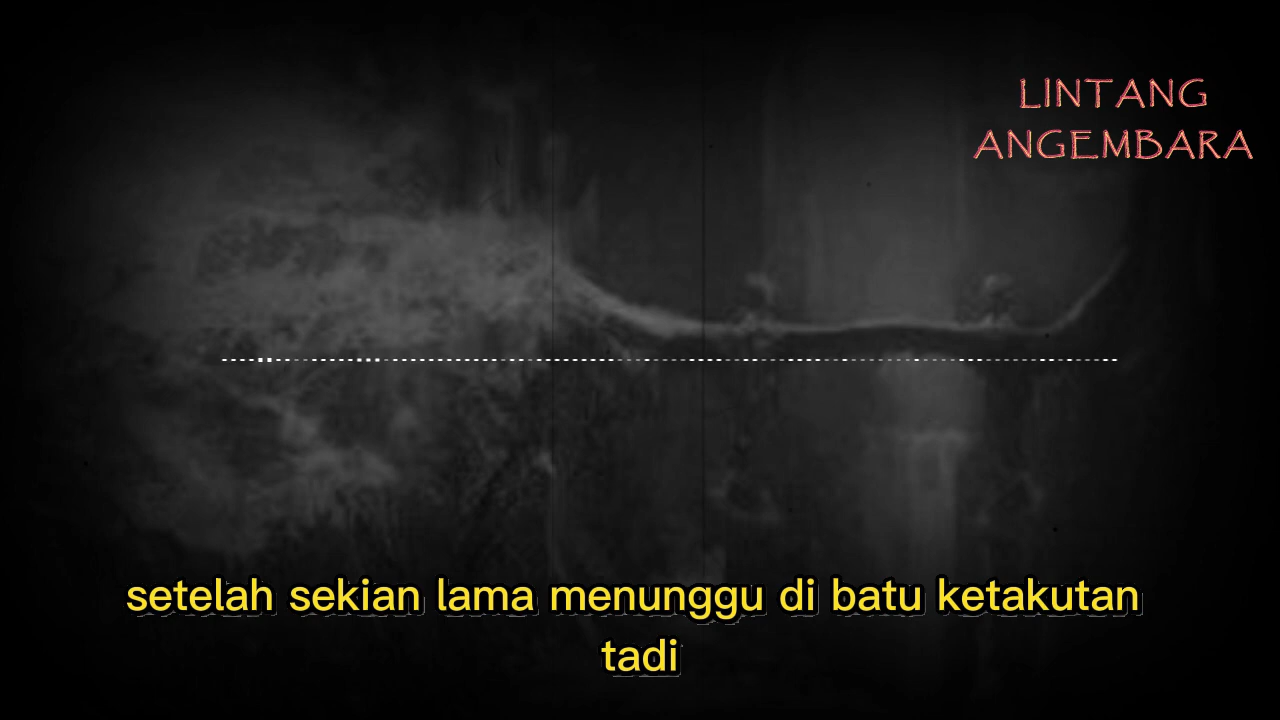 LINTANG
ANGEMBARA
setelah sekian lama menunggu di batu ketakutan
tadi